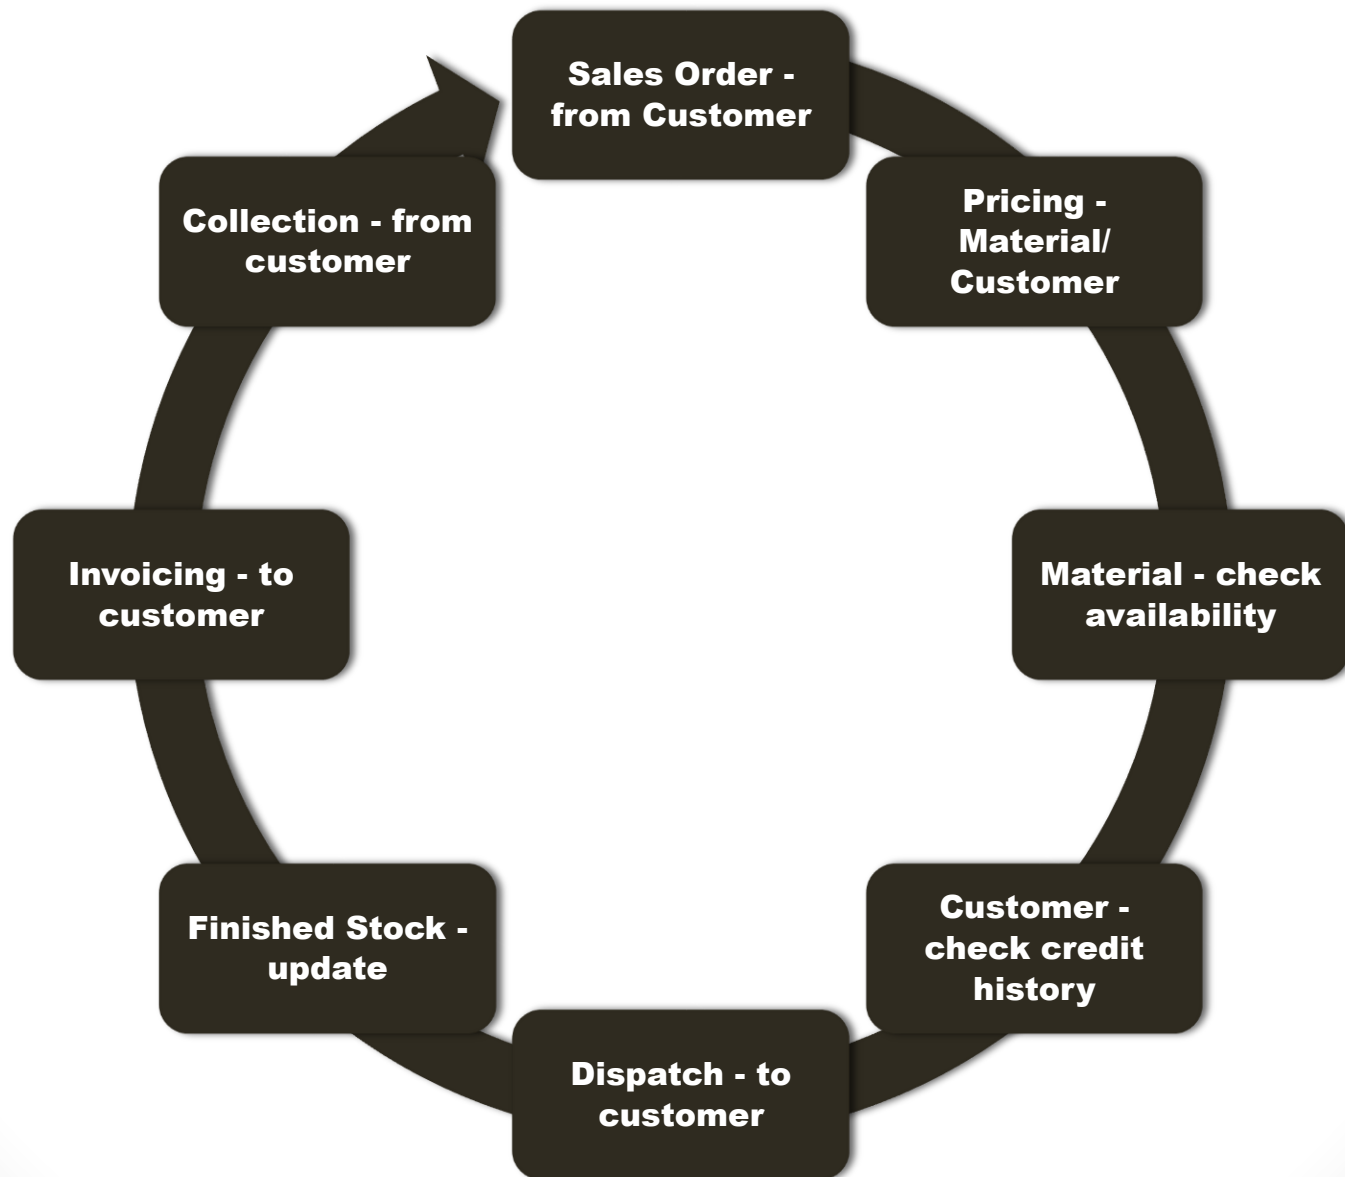 Sales Order -
from Customer
Pricing -
Material/
Customer
Material - check
availability
Customer -
check credit
history
Dispatch - to
customer
Finished Stock -
update
Invoicing - to
customer
Collection - from
customer